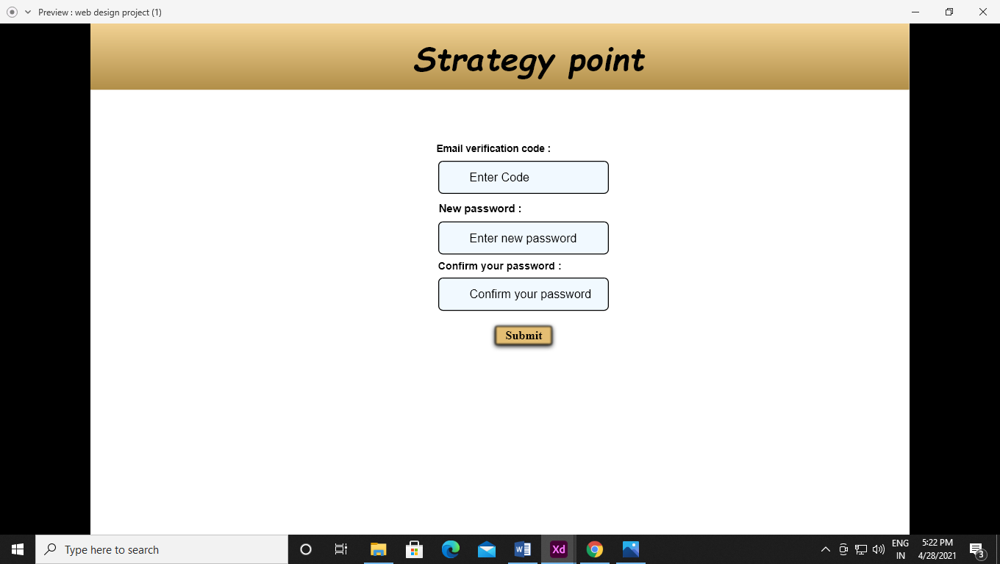 Preview : web design project (1)
Strategy point
Email verification code :
Enter Code
New password :
Enter new password
Confirm your password :
Confirm your password
Submit
Type here to search
W
Xd
ENG
IN
5:22 PM
4/28/2021
3